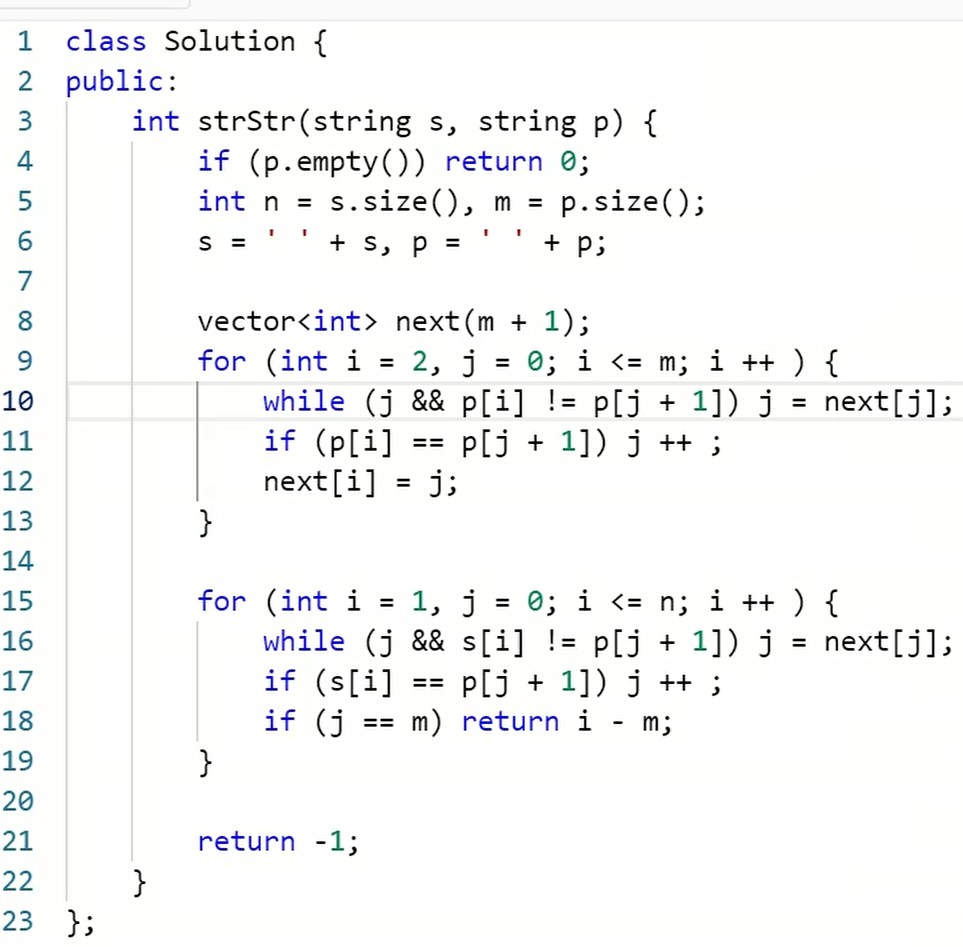 1 class Solution {
2 public:
3     int strStr(string s, string p) {
4         if (p.empty()) return 0;
5         int n = s.size(), m = p.size();
6         s = ' ' + s, p = ' ' + p;
7
8         vector<int> next(m + 1);
9         for (int i = 2, j = 0; i <= m; i ++ ) {
10             while (j && p[i] != p[j + 1]) j = next[j];
11             if (p[i] == p[j + 1]) j ++ ;
12             next[i] = j;
13         }
14
15         for (int i = 1, j = 0; i <= n; i ++ ) {
16             while (j && s[i] != p[j + 1]) j = next[j];
17             if (s[i] == p[j + 1]) j ++ ;
18             if (j == m) return i - m;
19         }
20
21         return -1;
22     }
23 };